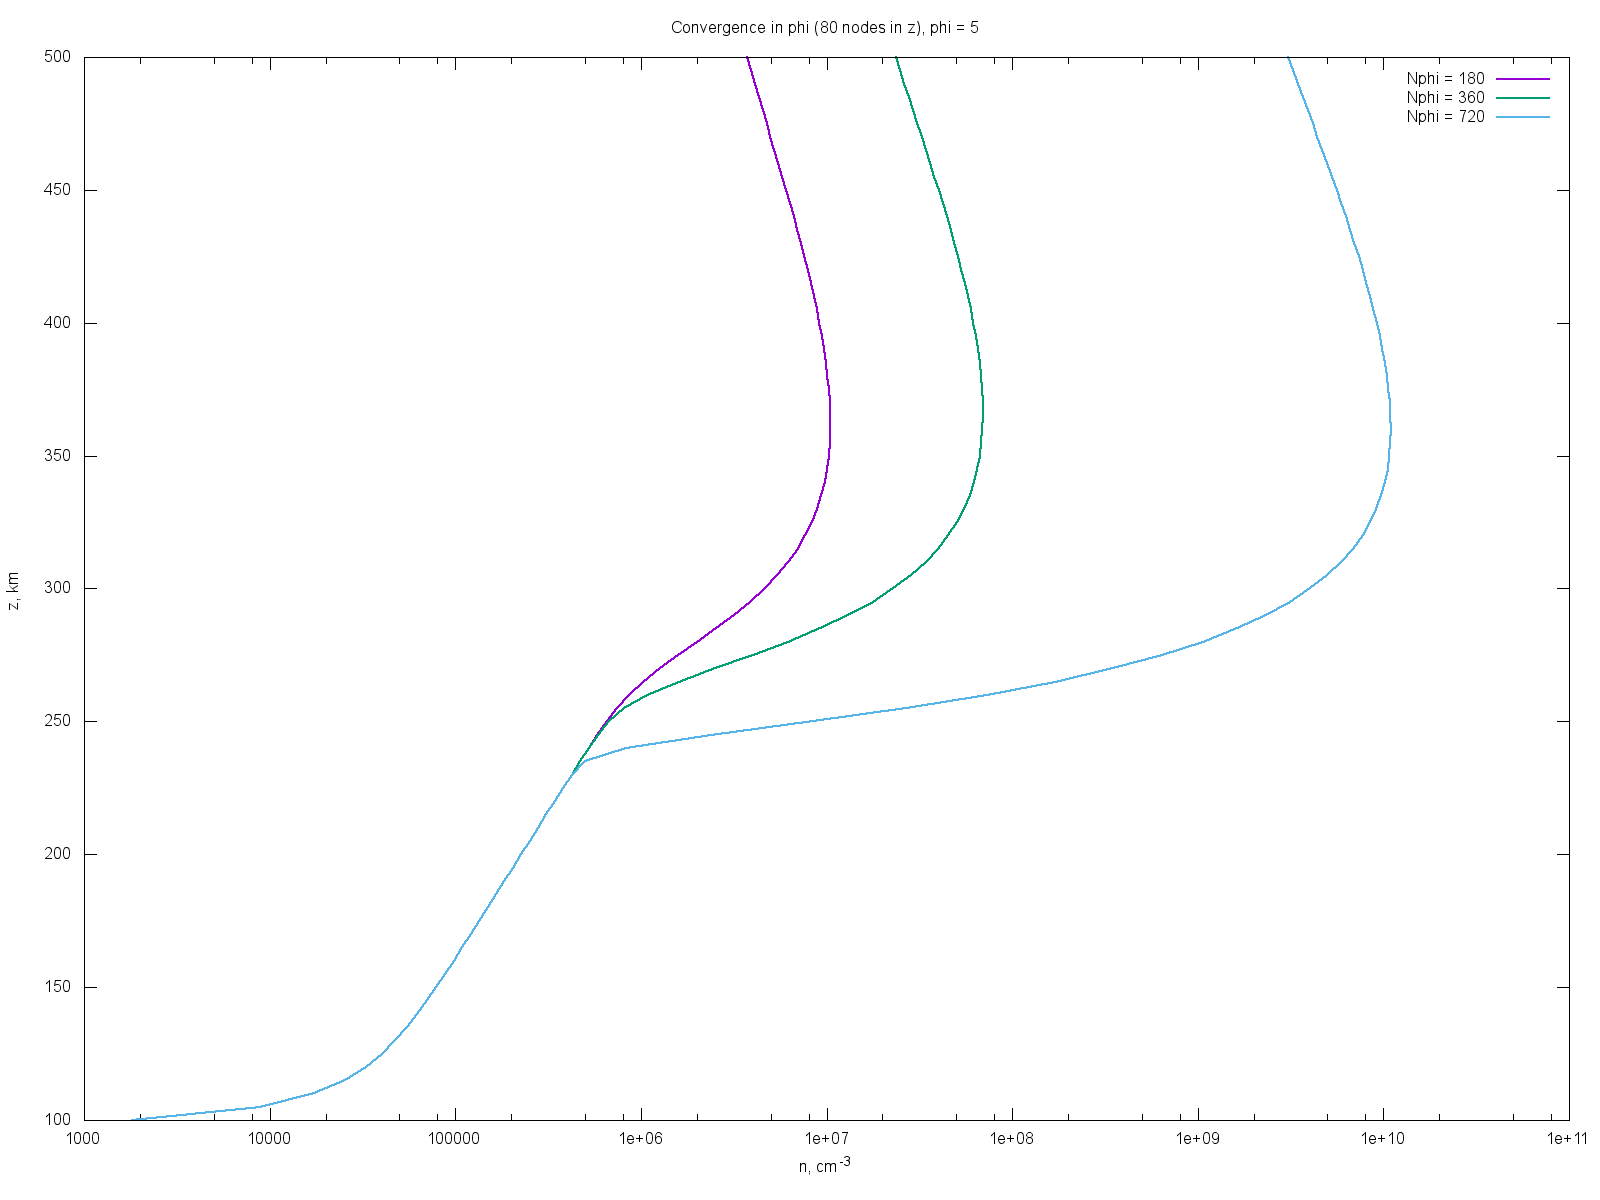 Convergence in phi (80 nodes in z), phi = 5
Nphi = 180
Nphi = 360
Nphi = 720
500
450
400
350
300
250
200
150
100
z, km
1000 10000 100000 1e+06 1e+07 1e+08 1e+09 1e+10 1e+11
n, cm-3